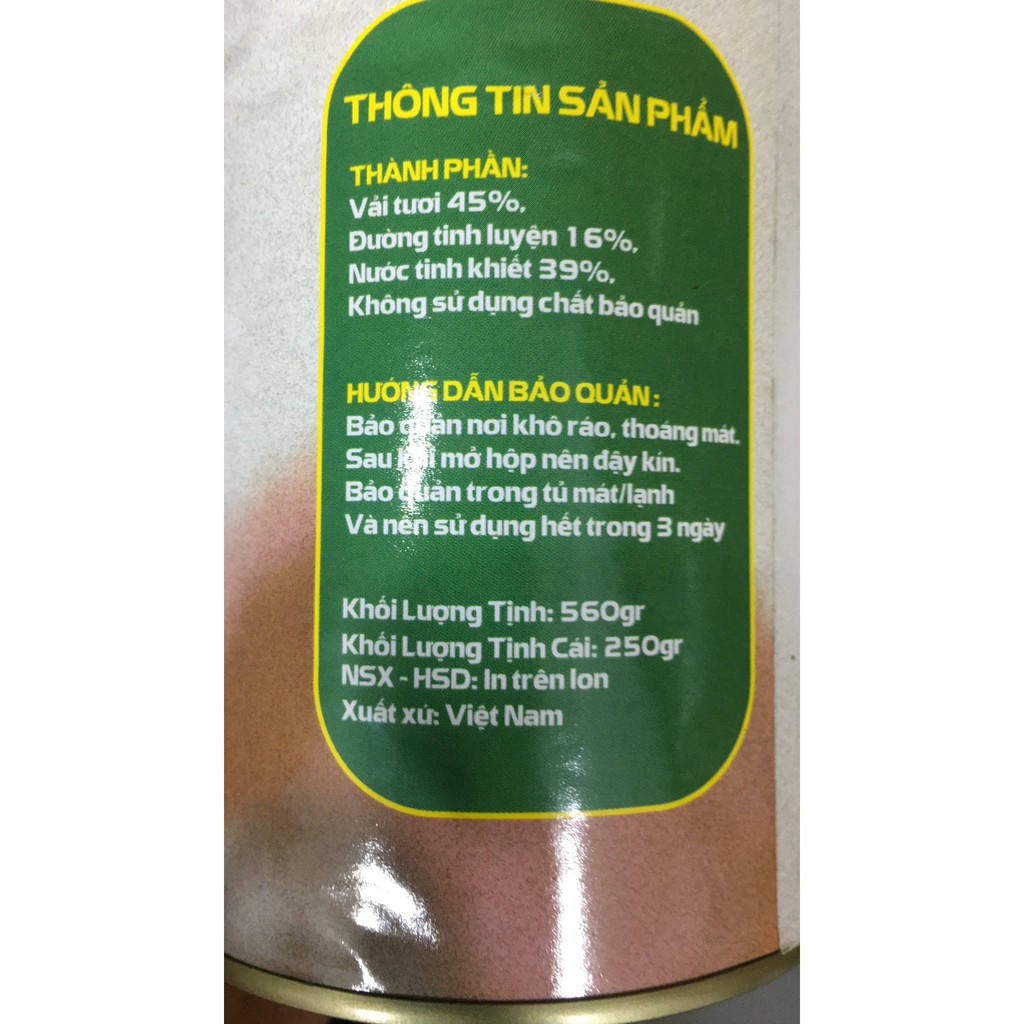 THÔNG TIN SẢN PHẨM
THÀNH PHẦN:
Vải tươi 45%,
Đường tinh luyện 16%,
Nước tinh khiết 39%,
Không sử dụng chất bảo quản
HƯỚNG DẪN BẢO QUẢN:
Bảo quản nơi khô ráo, thoáng mát.
Sau khi mở hộp nên đậy kín.
Bảo quản trong tủ mát/lạnh
Và nên sử dụng hết trong 3 ngày
Khối Lượng Tịnh: 560gr
Khối Lượng Tịnh Cái: 250gr
NSX - HSD: In trên lon
Xuất xứ: Việt Nam